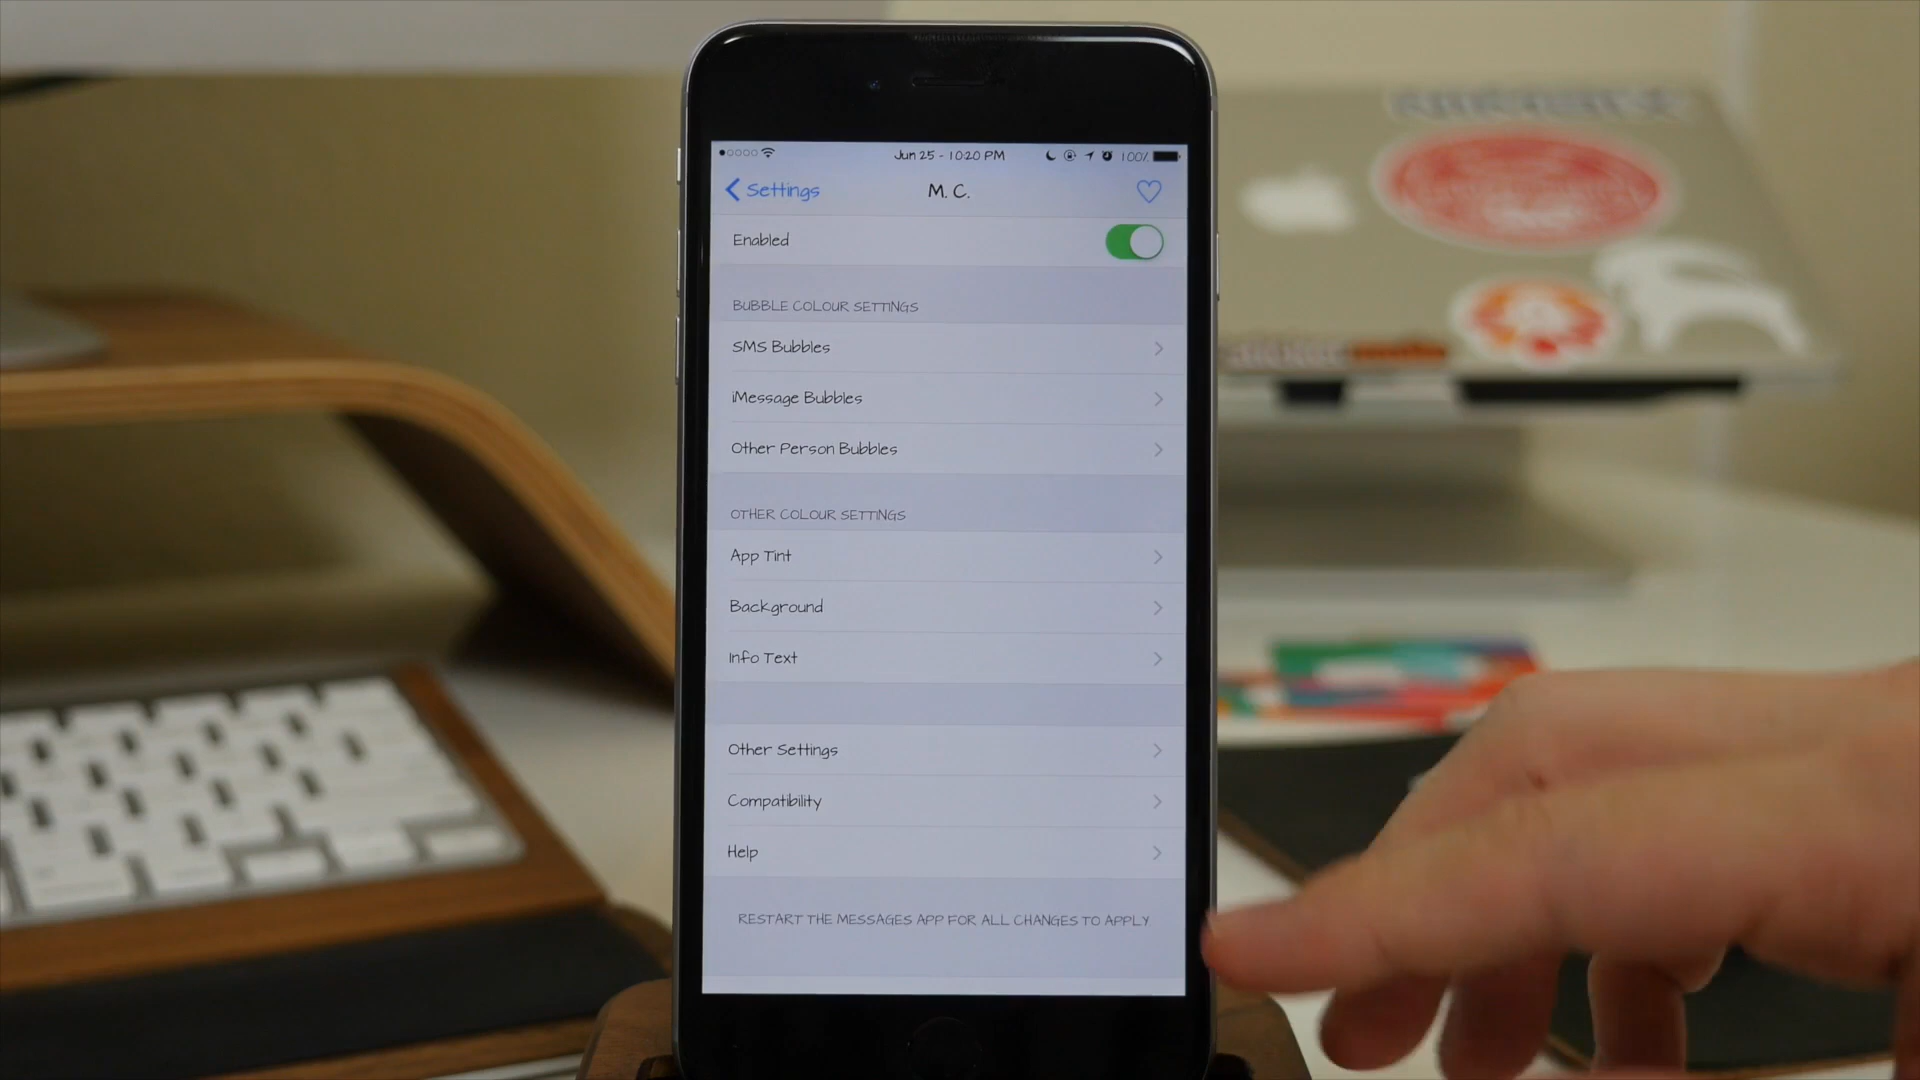 Jun 25 - 10:20 PM
100%
Settings
M. C.
Enabled
BUBBLE COLOUR SETTINGS
SMS Bubbles
iMessage Bubbles
Other Person Bubbles
OTHER COLOUR SETTINGS
App Tint
Background
Info Text
Other Settings
Compatibility
Help
RESTART THE MESSAGES APP FOR ALL CHANGES TO APPLY